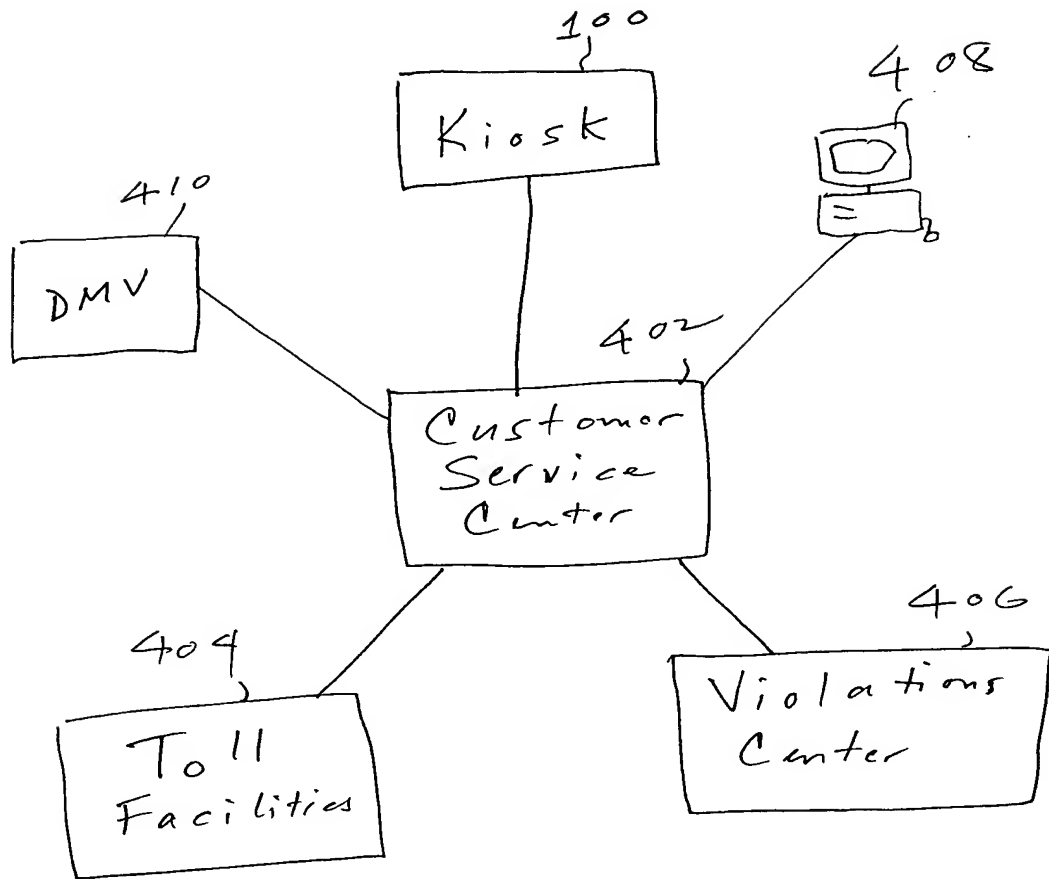 100
Kiosk
408
410
DMV
402
Customer
Service
Center
404
Toll
Facilities
406
Violations
Center